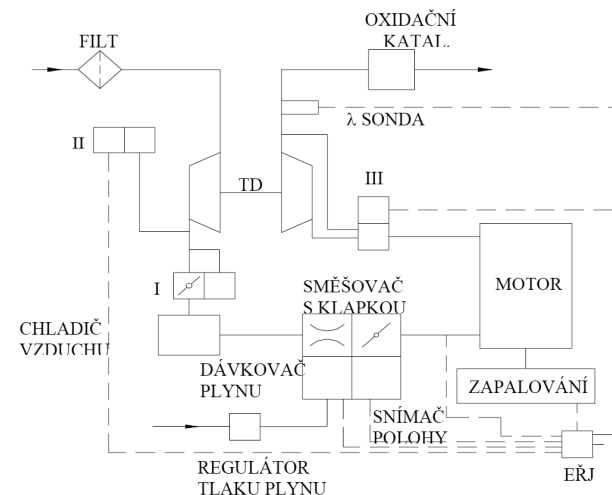 OXIDAČNÍ
KATAL.
FILT
λ SONDA
II
TD
III
I
SMĚŠOVAČ
S KLAPKOU
MOTOR
CHLADIČ
VZDUCHU
DÁVKOVAČ
PLYNU
ZAPALOVÁNÍ
SNÍMAČ
POLOHY
REGULÁTOR
TLAKU PLYNU
EŘJ